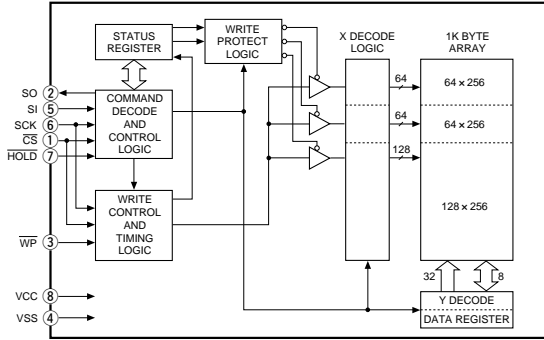 STATUS
REGISTER
WRITE
PROTECT
LOGIC
X DECODE
LOGIC
1K BYTE
ARRAY
SO 2
SI 5
SCK 6
CS 1
HOLD 7
COMMAND
DECODE
AND
CONTROL
LOGIC
64
64 × 256
64
64 × 256
128
128 × 256
WRITE
CONTROL
AND
TIMING
LOGIC
WP 3
VCC 8
VSS 4
32
8
Y DECODE
DATA REGISTER